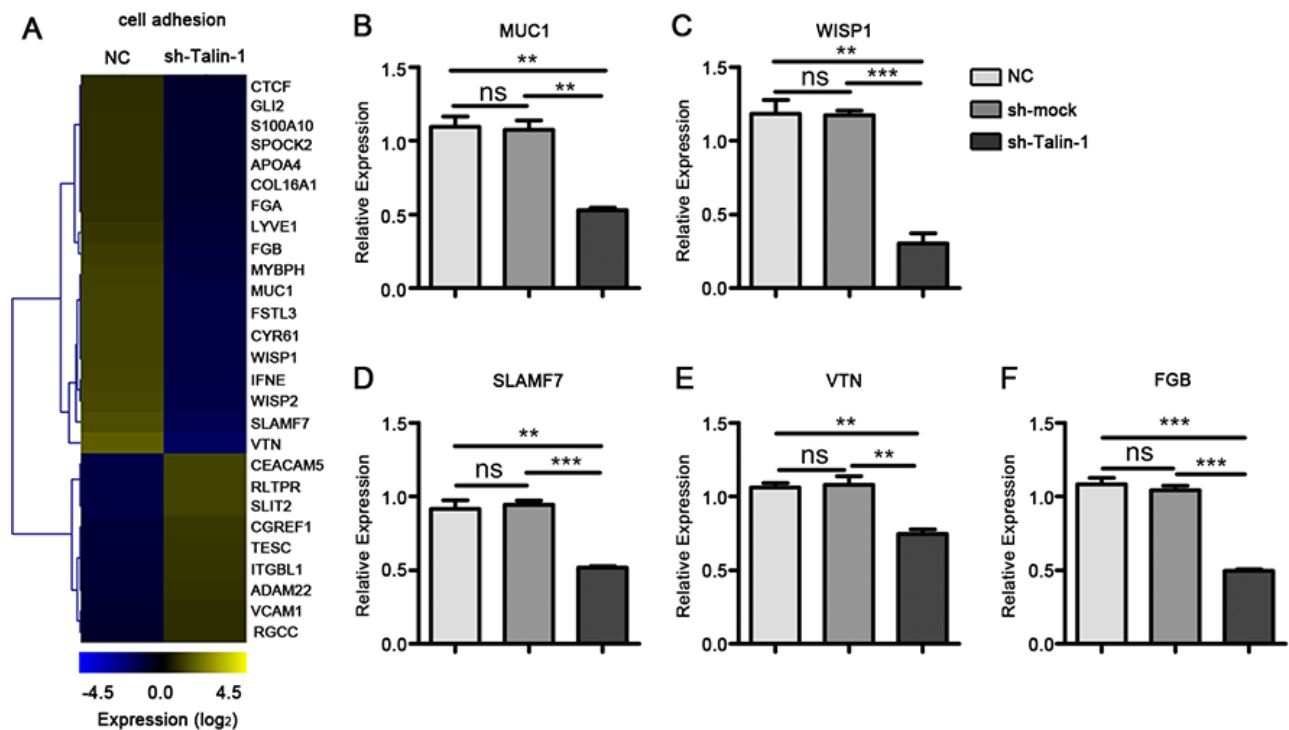 A
cell adhesion
NC sh-Talin-1
CTCF
GLI2
S100A10
SPOCK2
APOA4
COL16A1
FGA
LYVE1
FGB
MYBPH
MUC1
FSTL3
CYR61
WISP1
IFNE
WISP2
SLAMF7
VTN
CEACAM5
RLTPR
SLIT2
CGREF1
TESC
ITGBL1
ADAM22
VCAM1
RGCC
-4.5 0.0 4.5
Expression (log2)
B
MUC1
Relative Expression
1.5
1.0
0.5
0.0
**
ns **
C
WISP1
Relative Expression
1.5
1.0
0.5
0.0
**
ns ***
NC
sh-mock
sh-Talin-1
D
SLAMF7
Relative Expression
1.5
1.0
0.5
0.0
**
ns ***
E
VTN
Relative Expression
1.5
1.0
0.5
0.0
**
ns **
F
FGB
Relative Expression
1.5
1.0
0.5
0.0
***
ns ***